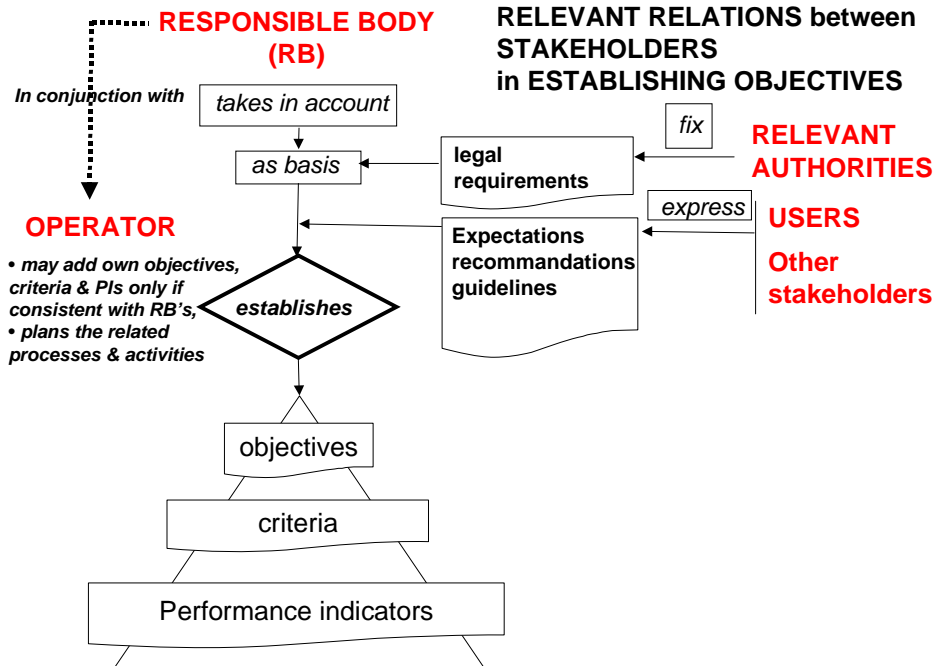 RESPONSIBLE BODY
(RB)
RELEVANT RELATIONS between
STAKEHOLDERS
in ESTABLISHING OBJECTIVES
In conjunction with
takes in account
fix
as basis
legal
requirements
RELEVANT
AUTHORITIES
express
OPERATOR
• may add own objectives,
criteria & PIs only if
consistent with RB's,
• plans the related
processes & activities
Expectations
recommandations
guidelines
USERS
Other
stakeholders
establishes
objectives
criteria
Performance indicators